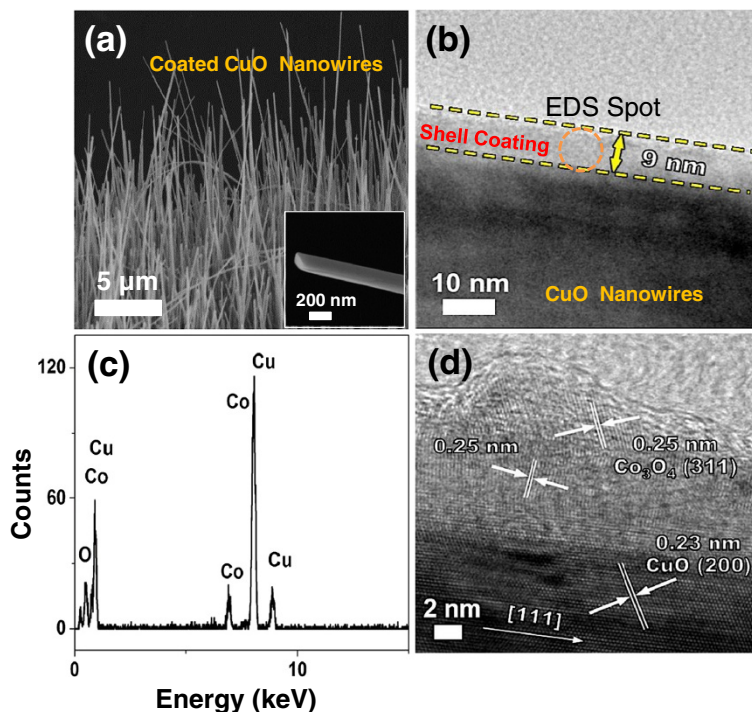 (a)
Coated CuO Nanowires
5 µm
200 nm
(b)
EDS Spot
Shell Coating
9 nm
10 nm
CuO Nanowires
(c)
120
60
0
Counts
Cu
Co
O
Co
Cu
Co
Cu
0
10
Energy (keV)
(d)
0.25 nm
0.25 nm
Co₃O₄ (311)
0.23 nm
CuO (200)
2 nm
[111]